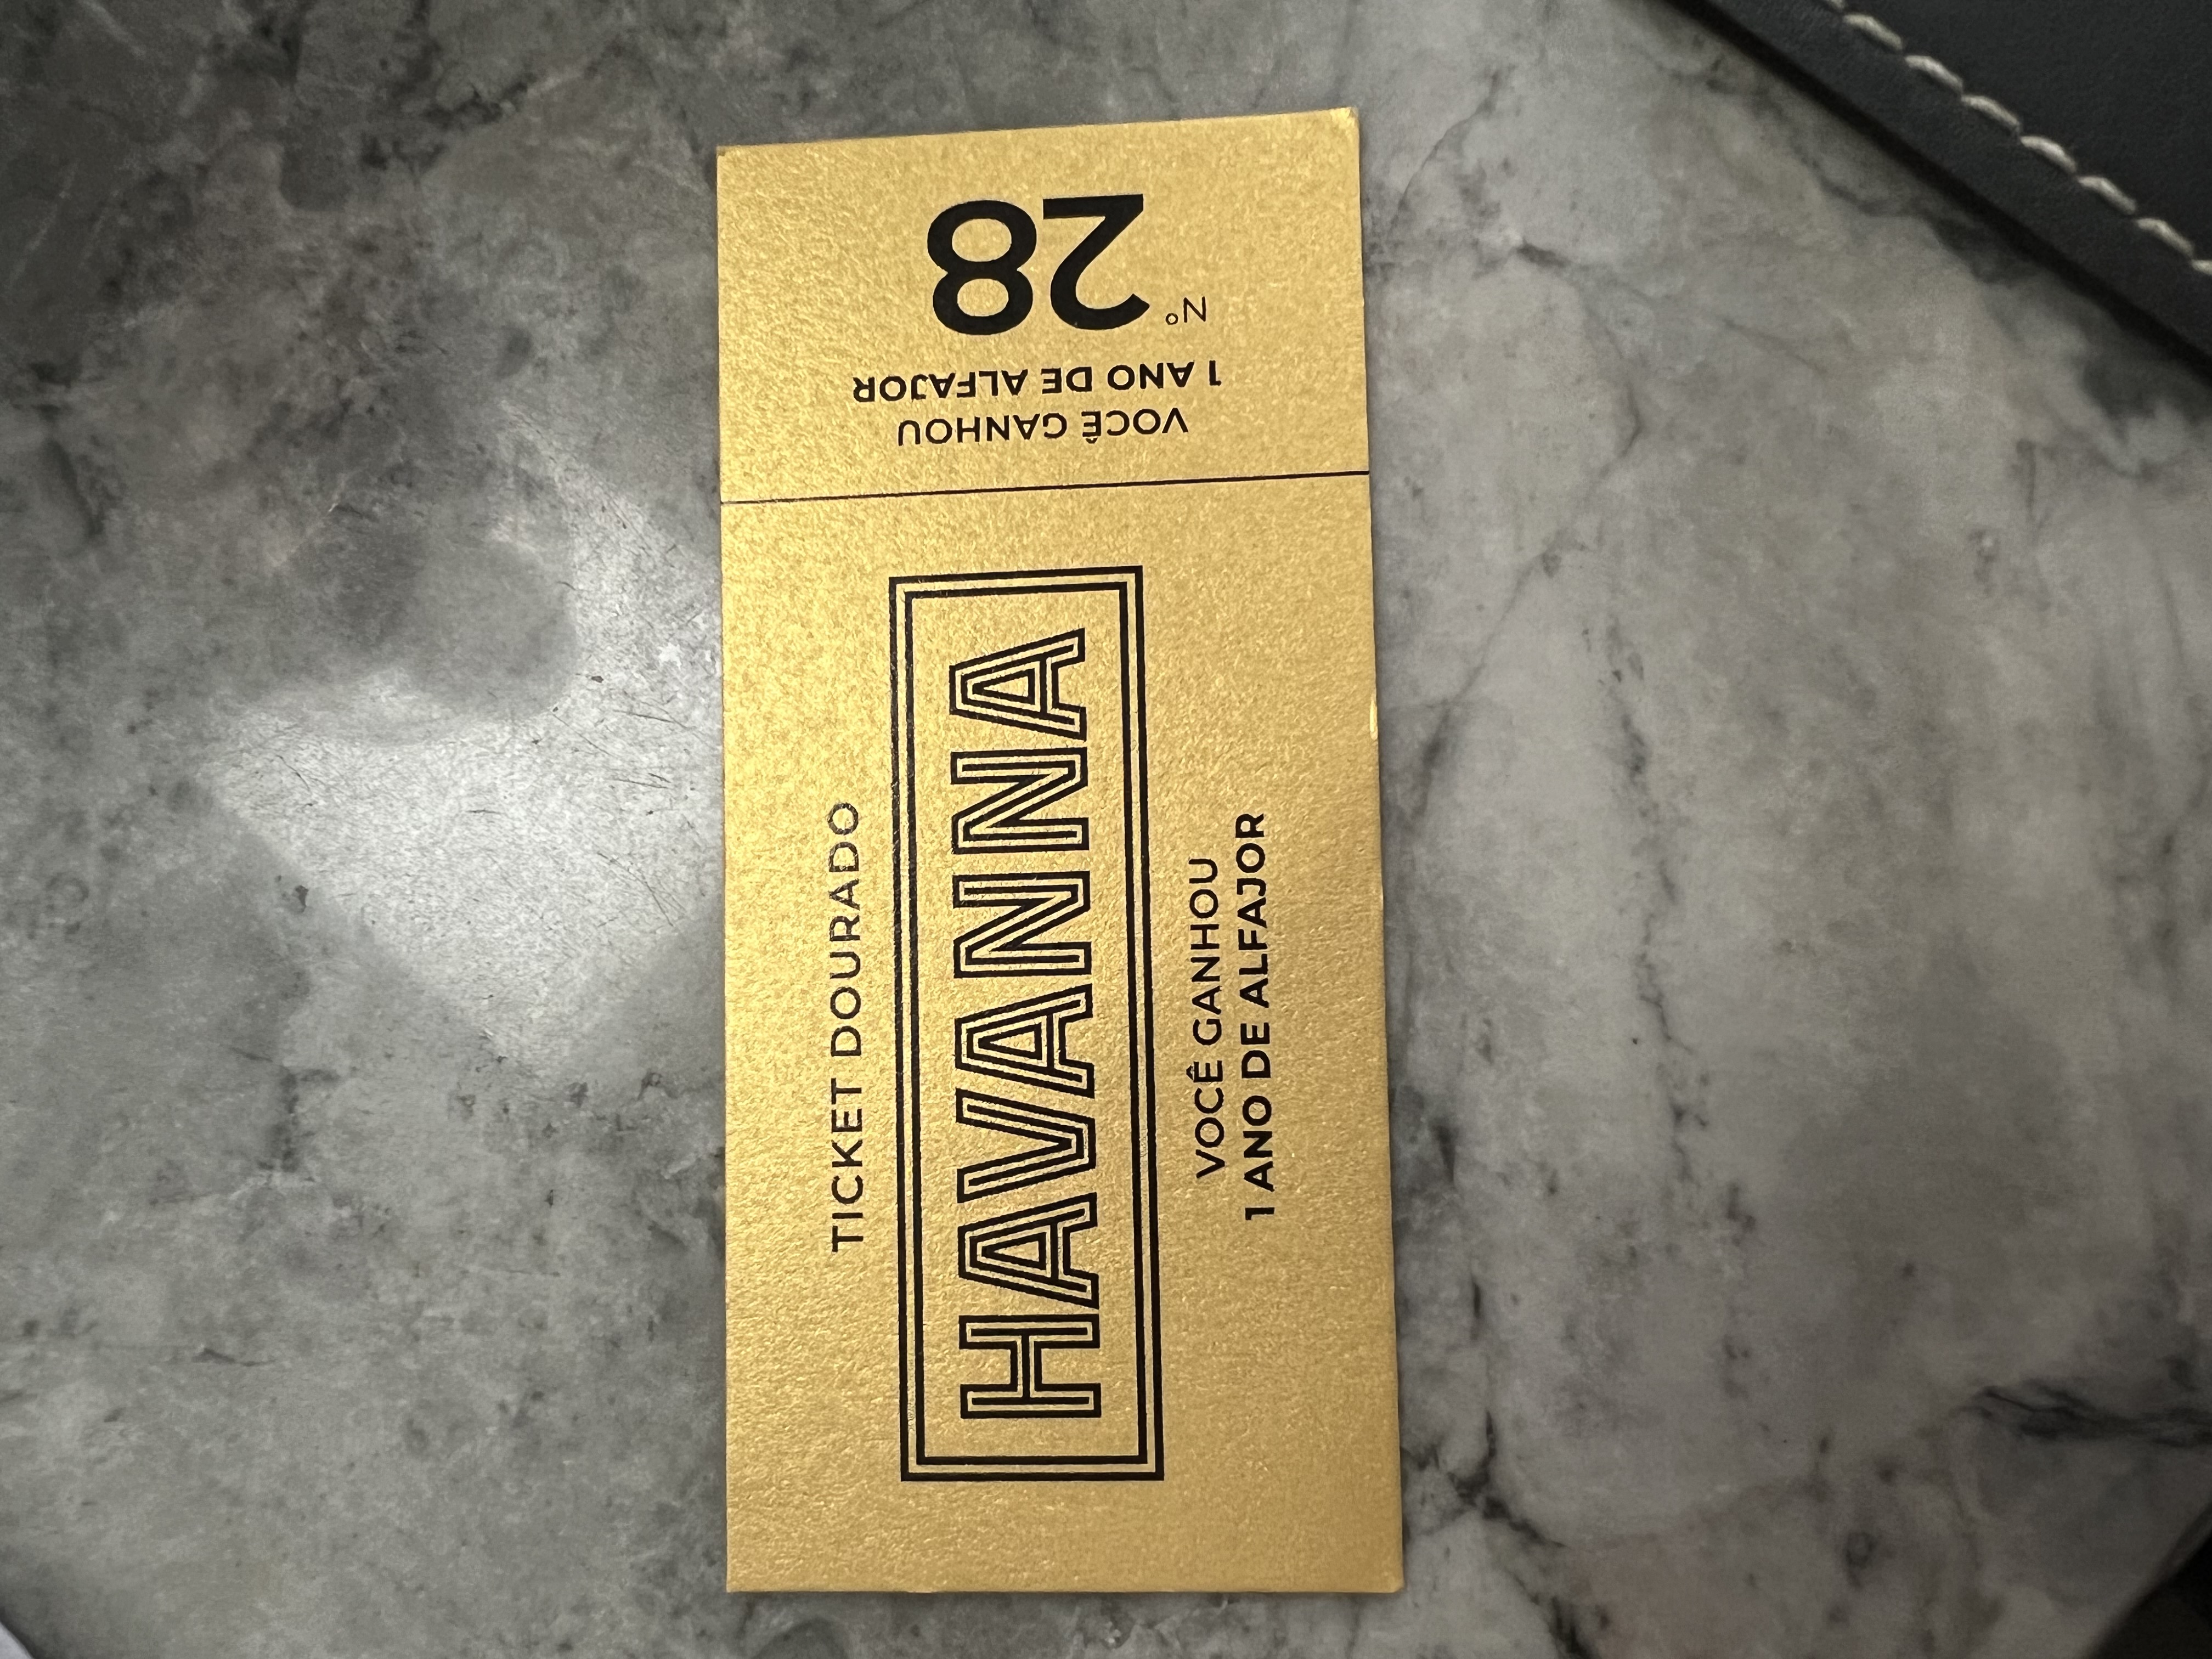 TICKET DOURADO
HAVANNA
VOCÊ GANHOU
1 ANO DE ALFAJOR
VOCÊ GANHOU
1 ANO DE ALFAJOR
Nº 28